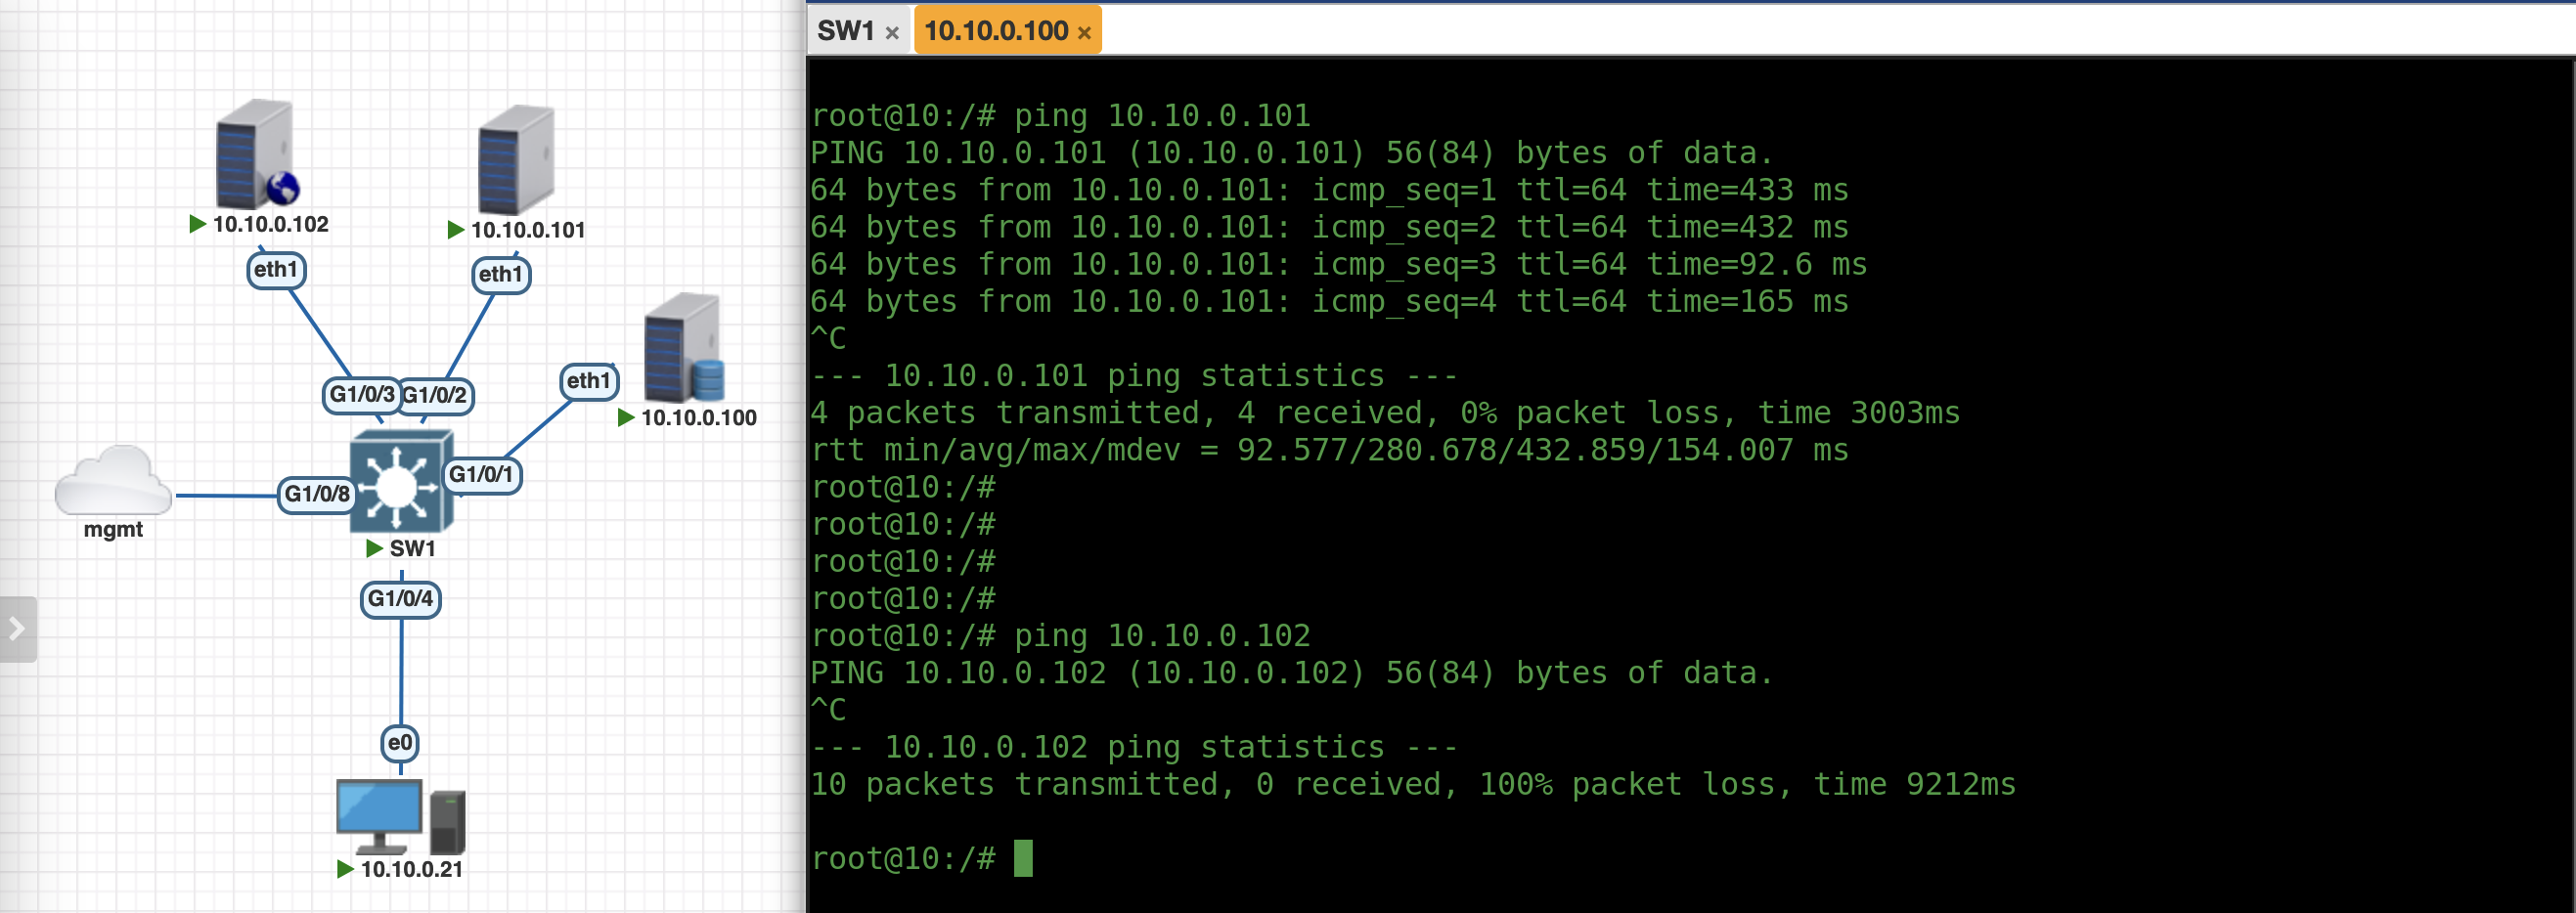 SW1 ×
10.10.0.100 ×
10.10.0.102
10.10.0.101
eth1
eth1
eth1
10.10.0.100
G1/0/3
G1/0/2
G1/0/1
G1/0/8
mgmt
SW1
G1/0/4
e0
10.10.0.21
root@10:/# ping 10.10.0.101
PING 10.10.0.101 (10.10.0.101) 56(84) bytes of data.
64 bytes from 10.10.0.101: icmp_seq=1 ttl=64 time=433 ms
64 bytes from 10.10.0.101: icmp_seq=2 ttl=64 time=432 ms
64 bytes from 10.10.0.101: icmp_seq=3 ttl=64 time=92.6 ms
64 bytes from 10.10.0.101: icmp_seq=4 ttl=64 time=165 ms
^C
--- 10.10.0.101 ping statistics ---
4 packets transmitted, 4 received, 0% packet loss, time 3003ms
rtt min/avg/max/mdev = 92.577/280.678/432.859/154.007 ms
root@10:/#
root@10:/#
root@10:/#
root@10:/#
root@10:/# ping 10.10.0.102
PING 10.10.0.102 (10.10.0.102) 56(84) bytes of data.
^C
--- 10.10.0.102 ping statistics ---
10 packets transmitted, 0 received, 100% packet loss, time 9212ms
root@10:/#